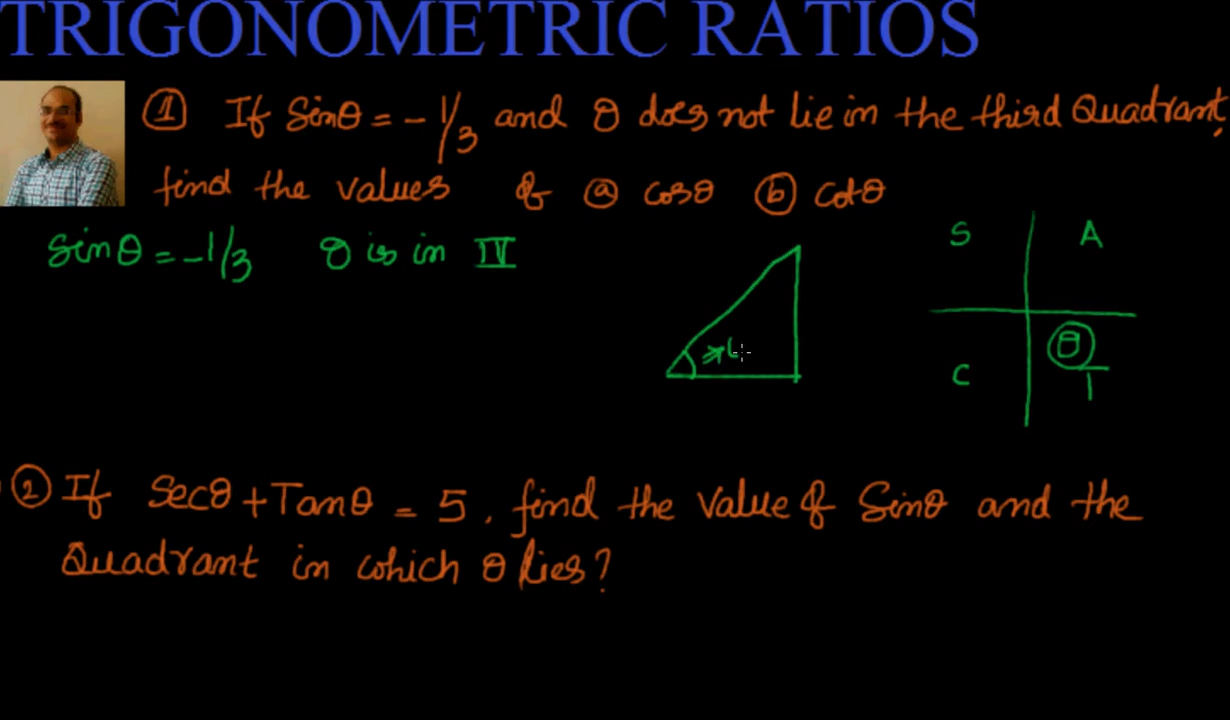 TRIGONOMETRIC RATIOS
① If Sinθ = -1/3 and θ does not lie in the third Quadrant,
find the values of ⓐ cosθ ⓑ cotθ
Sinθ = -1/3 θ is in IV
S A
θ
C T
② If Secθ + Tanθ = 5. find the value of Sinθ and the
Quadrant in which θ lies?